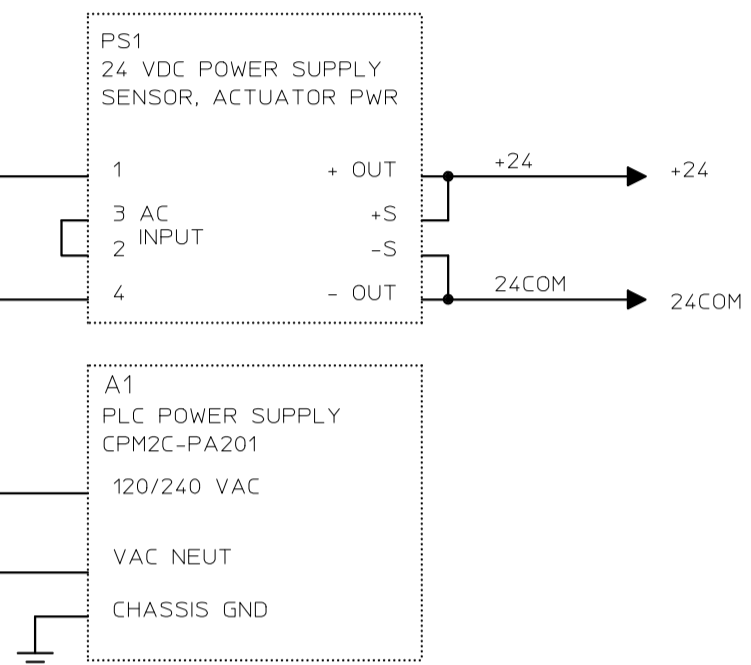 PS1
24 VDC POWER SUPPLY
SENSOR, ACTUATOR PWR
1
+ OUT
+24
+24
3 AC
+S
INPUT
2
-S
4
- OUT
24COM
24COM
A1
PLC POWER SUPPLY
CPM2C-PA201
120/240 VAC
VAC NEUT
CHASSIS GND